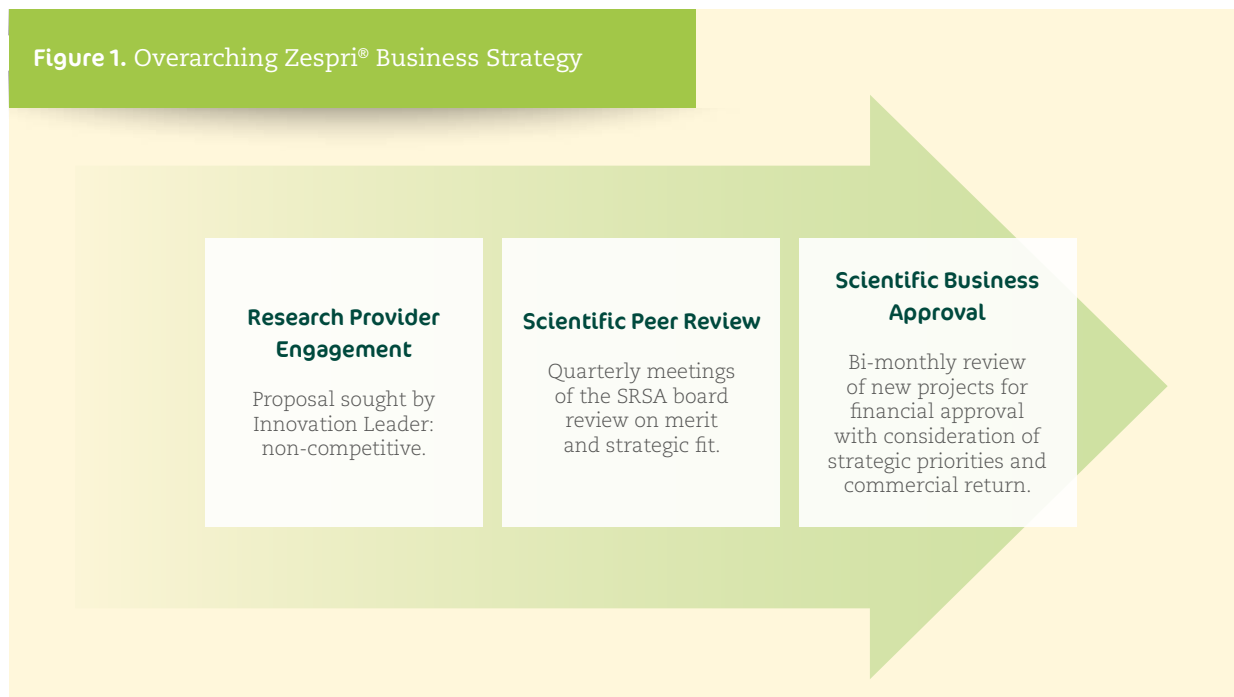 Figure 1. Overarching Zespri® Business Strategy
Research Provider
Engagement
Proposal sought by
Innovation Leader:
non-competitive.
Scientific Peer Review
Quarterly meetings
of the SRSA board
review on merit
and strategic fit.
Scientific Business
Approval
Bi-monthly review
of new projects for
financial approval
with consideration of
strategic priorities and
commercial return.